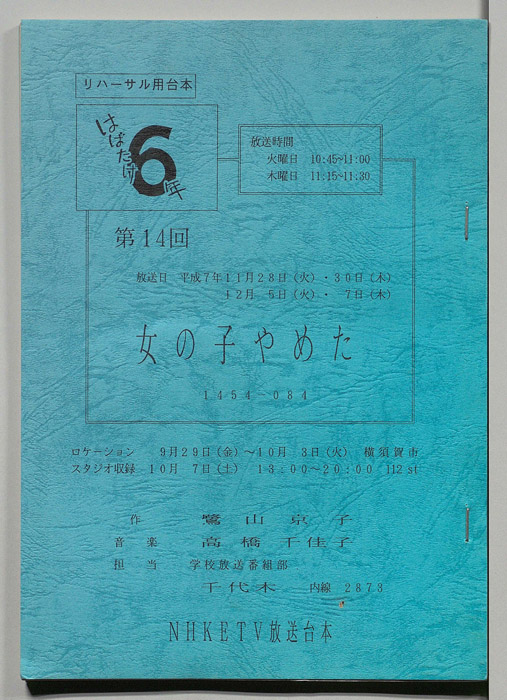 リハーサル用台本
はばたけ6年
放送時間
火曜日 10:45~11:00
木曜日 11:15~11:30
第14回
放送日 平成7年11月28日(火)・30日(木)
12月 5日(火)・ 7日(木)
女の子やめた
1454-084
ロケーション 9月29日(金)~10月 3日(火) 横須賀市
スタジオ収録 10月 7日(土) 13:00~20:00 112st
作 鷺山京子
音楽 高橋千佳子
担当 学校放送番組部
千代木 内線 2873
NHKETV放送台本